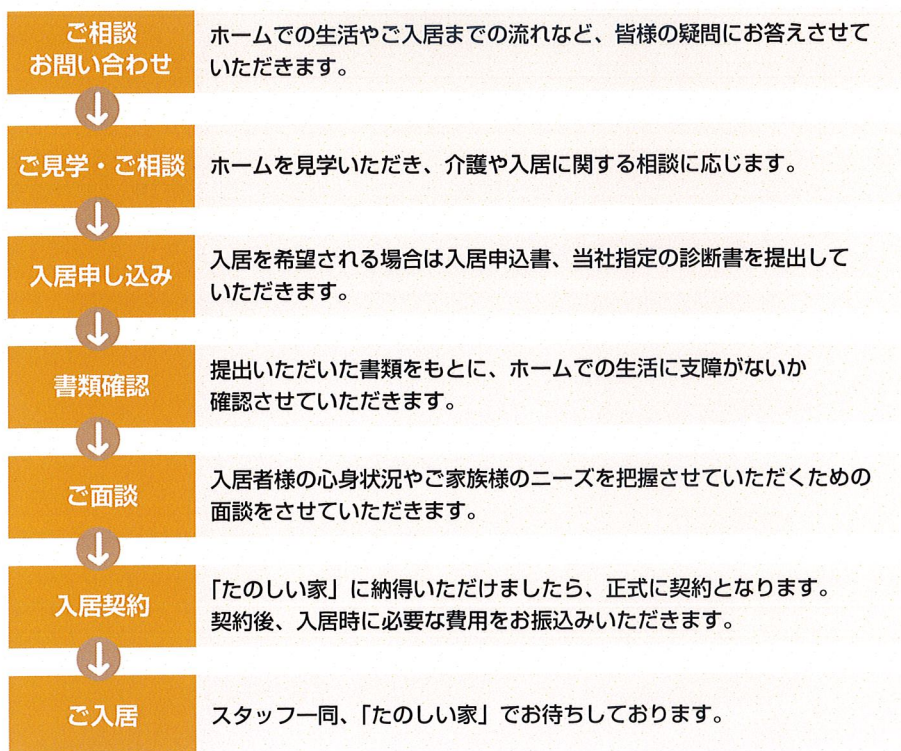 ご相談
お問い合わせ
ホームでの生活やご入居までの流れなど、皆様の疑問にお答えさせて
いただきます。
ご見学・ご相談
ホームを見学いただき、介護や入居に関する相談に応じます。
入居申し込み
入居を希望される場合は入居申込書、当社指定の診断書を提出して
いただきます。
書類確認
提出いただいた書類をもとに、ホームでの生活に支障がないか
確認させていただきます。
ご面談
入居者様の心身状況やご家族様のニーズを把握させていただくための
面談をさせていただきます。
入居契約
「たのしい家」に納得いただけましたら、正式に契約となります。
契約後、入居時に必要な費用をお振込みいただきます。
ご入居
スタッフ一同、「たのしい家」でお待ちしております。